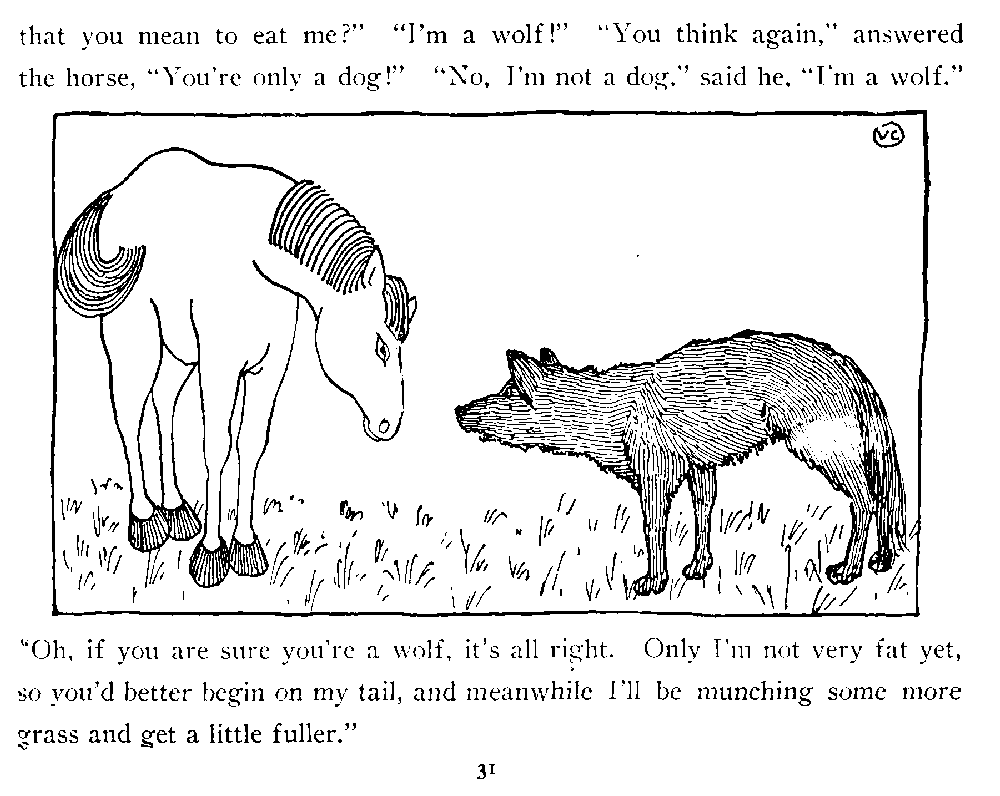 that you mean to eat me?” “I'm a wolf!” “You think again,” answered
the horse, “You're only a dog!” “No, I'm not a dog,” said he, “I'm a wolf.”
VC
“Oh, if you are sure you're a wolf, it's all right. Only I'm not very fat yet,
so you'd better begin on my tail, and meanwhile I'll be munching some more
grass and get a little fuller.”
31